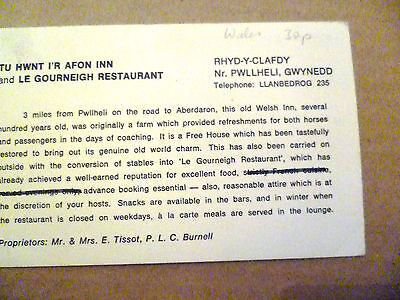 Wales 30p
TU HWNT I'R AFON INN
and LE GOURNEIGH RESTAURANT
RHYD-Y-CLAFDY
Nr. PWLLHELI, GWYNEDD
Telephone: LLANBEDROG 235
3 miles from Pwllheli on the road to Aberdaron, this old Welsh Inn, several
hundred years old, was originally a farm which provided refreshments for both horses
and passengers in the days of coaching. It is a Free House which has been tastefully
restored to bring out its genuine old world charm. This has also been carried on
outside with the conversion of stables into 'Le Gourneigh Restaurant', which has
already achieved a well-earned reputation for excellent food, strictly French cuisine,
advance booking essential — also, reasonable attire which is at
the discretion of your hosts. Snacks are available in the bars, and in winter when
the restaurant is closed on weekdays, à la carte meals are served in the lounge.
Proprietors: Mr. & Mrs. E. Tissot, P. L. C. Burnell